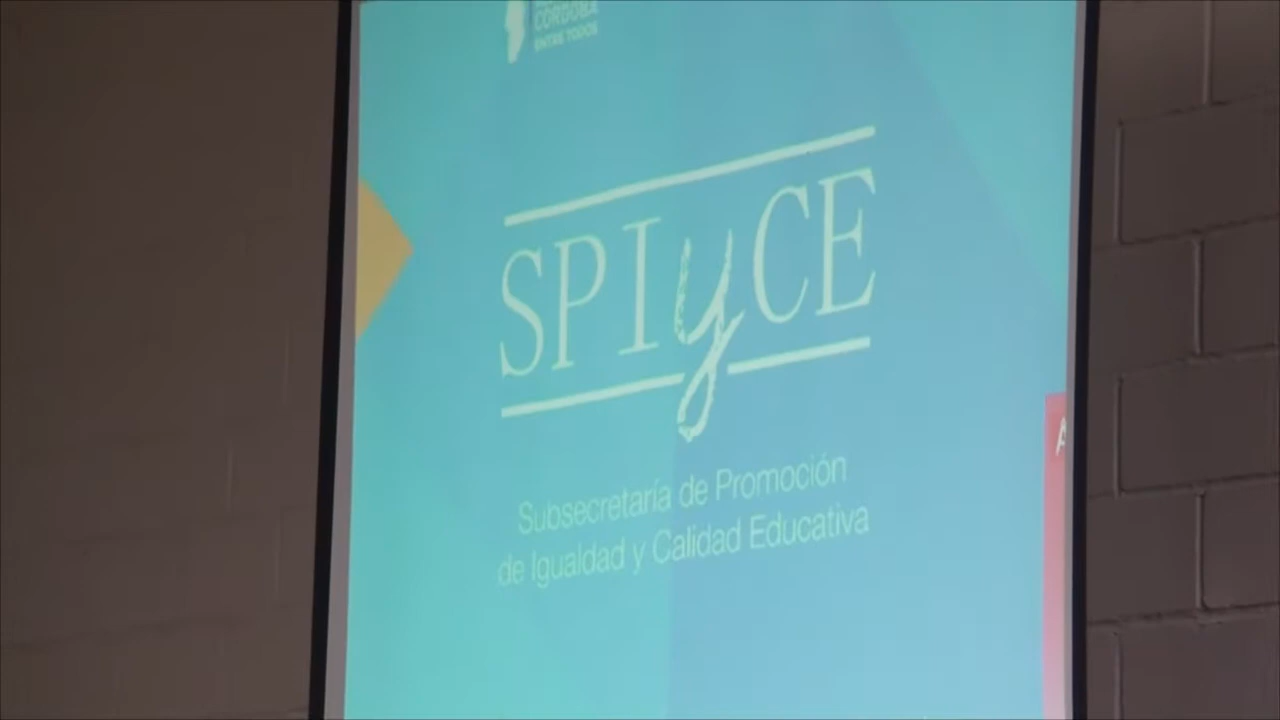 CÓRDOBA
ENTRE TODOS
SPIyCE
Subsecretaría de Promoción
de Igualdad y Calidad Educativa
A